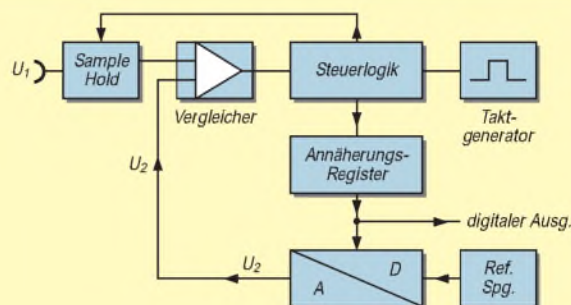 U1
Sample
Hold
Vergleicher
Steuerlogik
Takt-
generator
Annäherungs-
Register
U2
digitaler Ausg.
U2
A
D
Ref.
Spg.